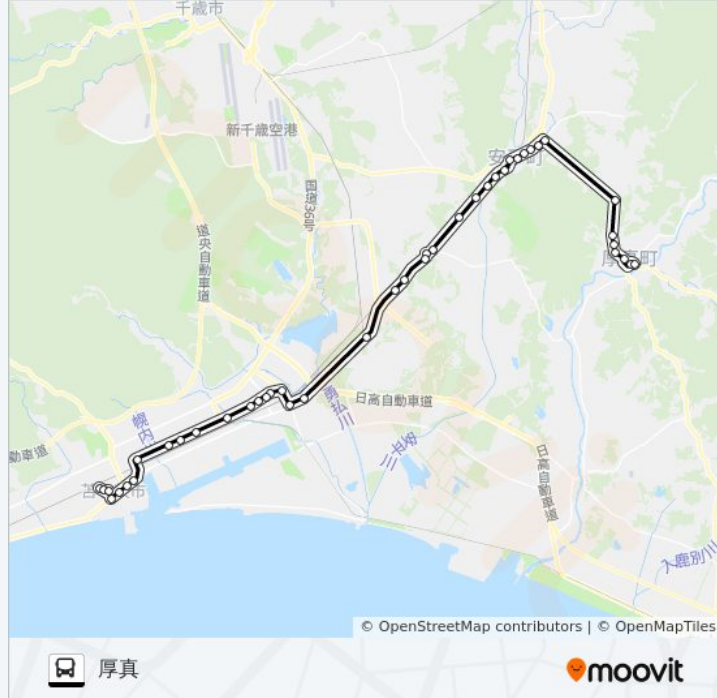 千歳市
新千歳空港
国道36号
安平町
道央自動車道
厚真町
日高自動車道
勇払川
幌内
安平川
動車道
苫小牧市
日高自動車道
入鹿別川
© OpenStreetMap contributors | © OpenMapTiles
厚真
moovit